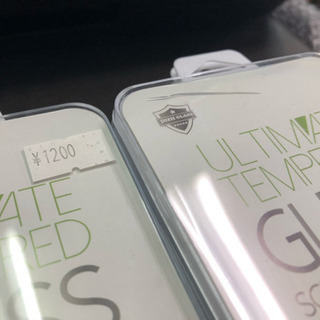 ¥1200
ATE
RED
SS
ULTIMA
TEMPE
GL
SC